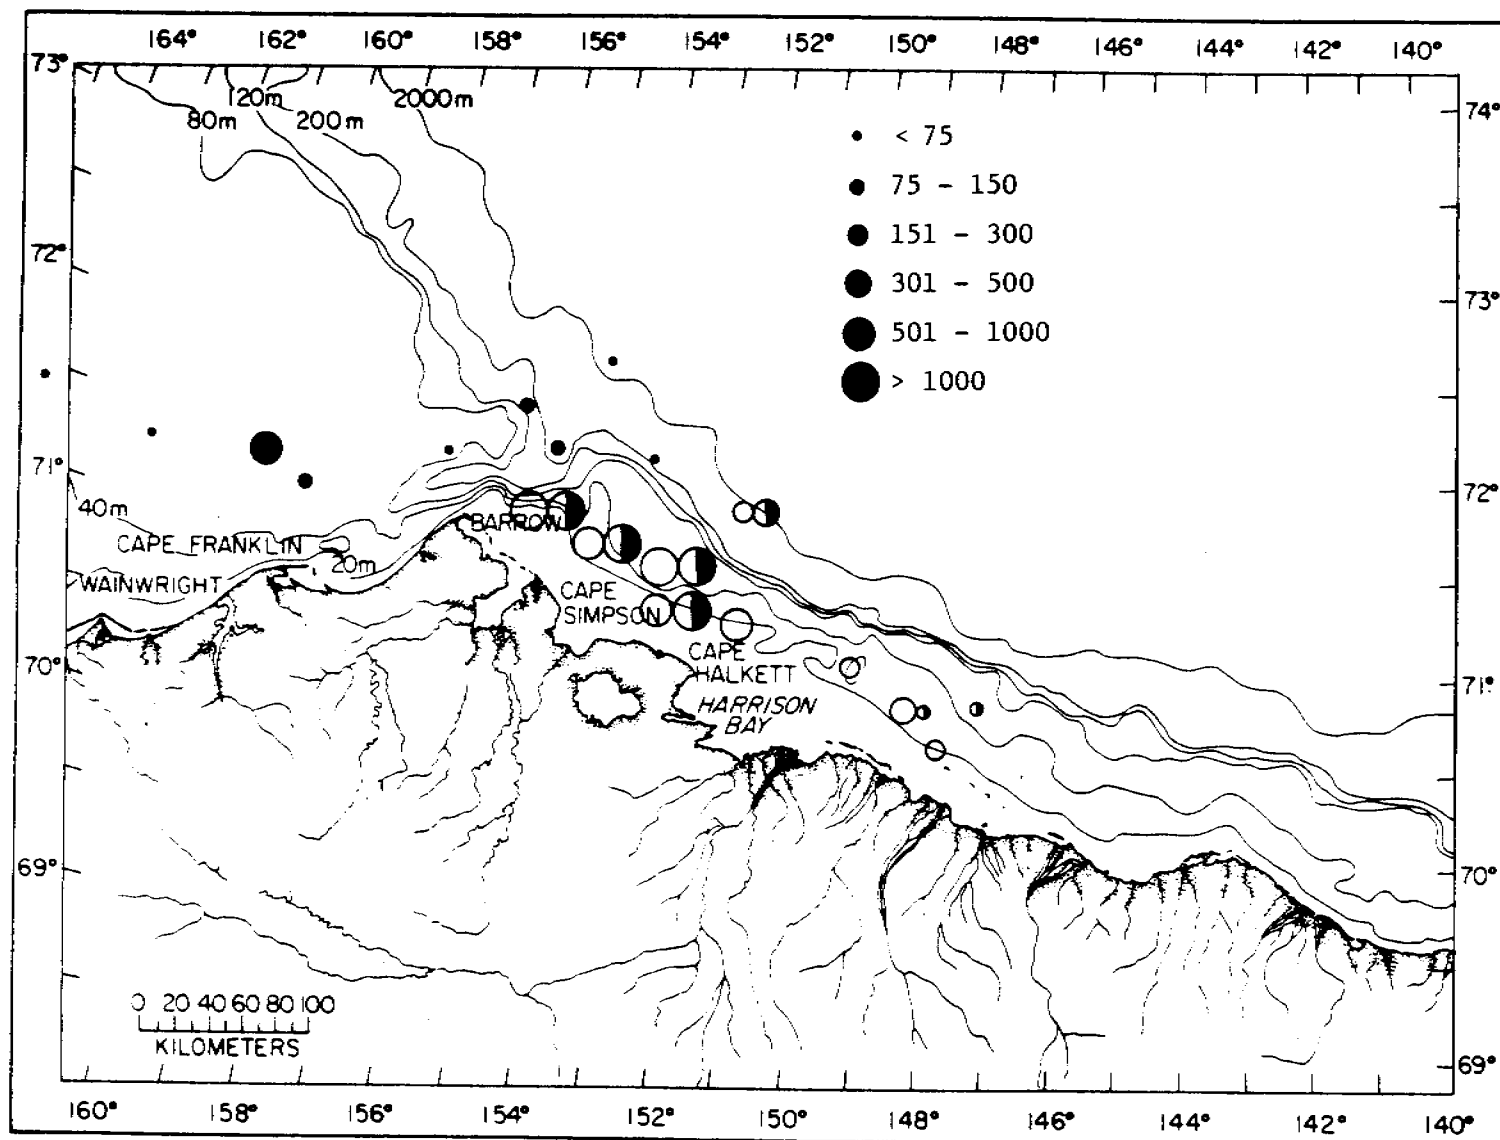 164° 162° 160° 158° 156° 154° 152° 150° 148° 146° 144° 142° 140°
73°
120m
2000m
80m
200m
74°
< 75
75 - 150
151 - 300
72°
301 - 500
73°
501 - 1000
> 1000
71°
72°
40m
BARROW
CAPE FRANKLIN
20m
WAINWRIGHT
CAPE
SIMPSON
CAPE
HALKETT
70°
71°
HARRISON
BAY
69°
70°
0 20 40 60 80 100
KILOMETERS
69°
160° 158° 156° 154° 152° 150° 148° 146° 144° 142° 140°